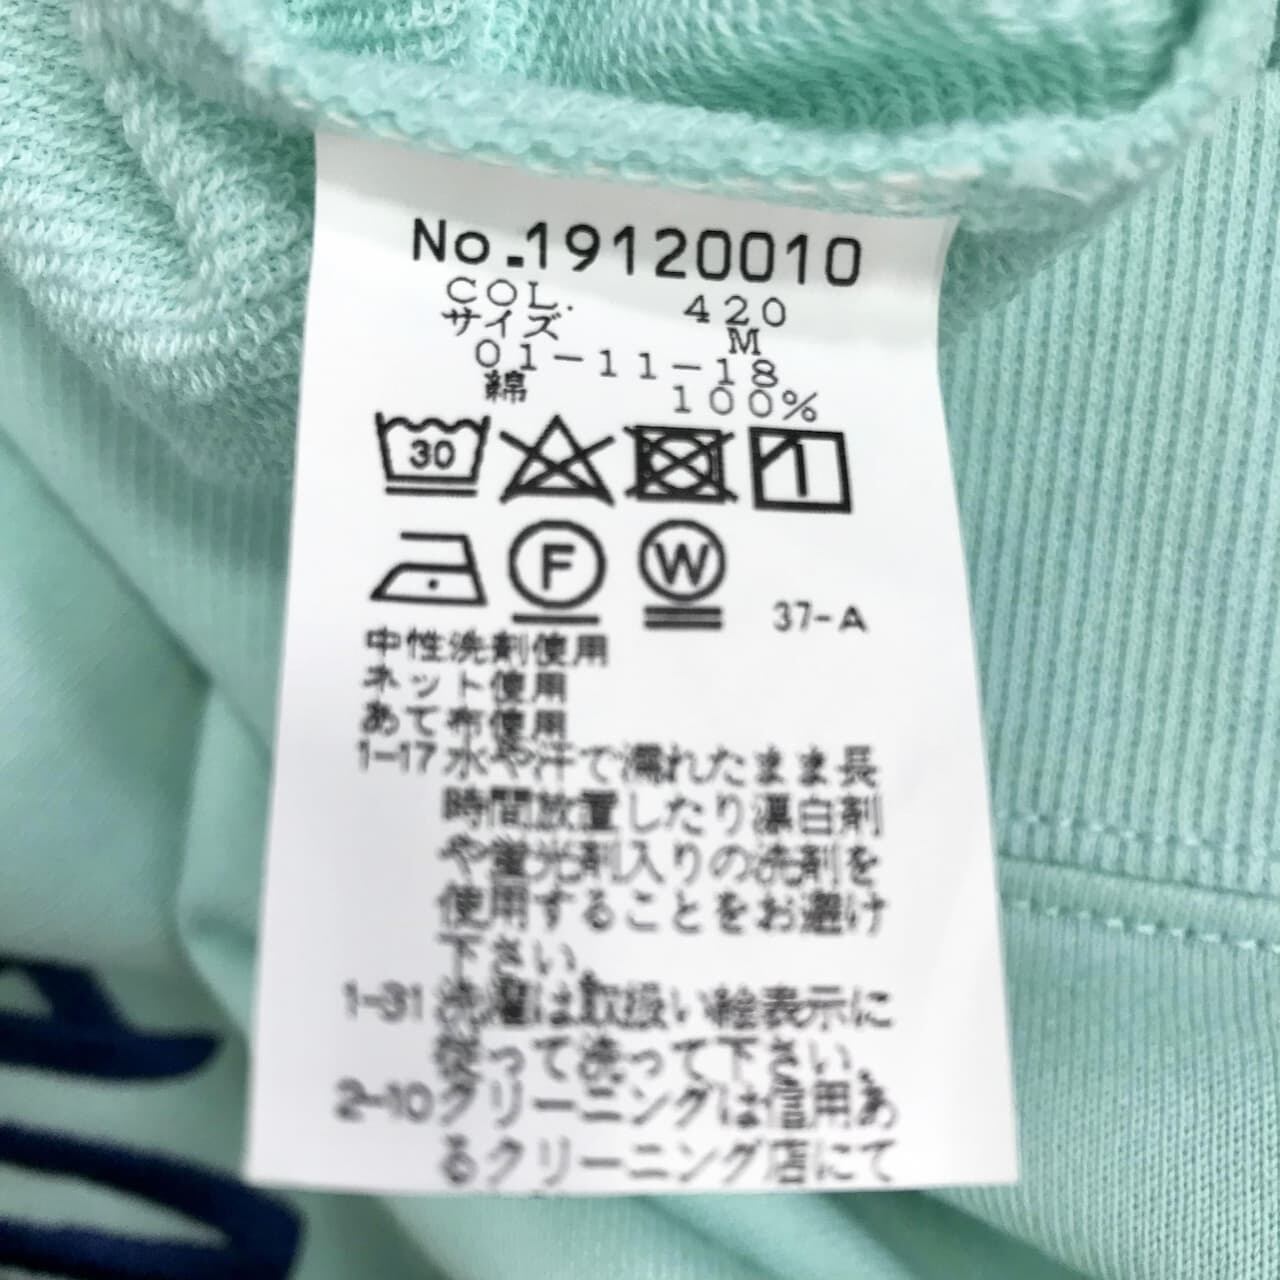 No.19120010
COL. 420
サイズ M
01-11-18
綿 100%
30
F W 37-A
中性洗剤使用
ネット使用
あて布使用
1-17 水や汗で濡れたまま長
時間放置したり漂白剤
や蛍光剤入りの洗剤を
使用することをお避け
下さい。
1-31 洗濯は取扱い絵表示に
従って洗って下さい。
2-10 クリーニングは信用あ
るクリーニング店にて